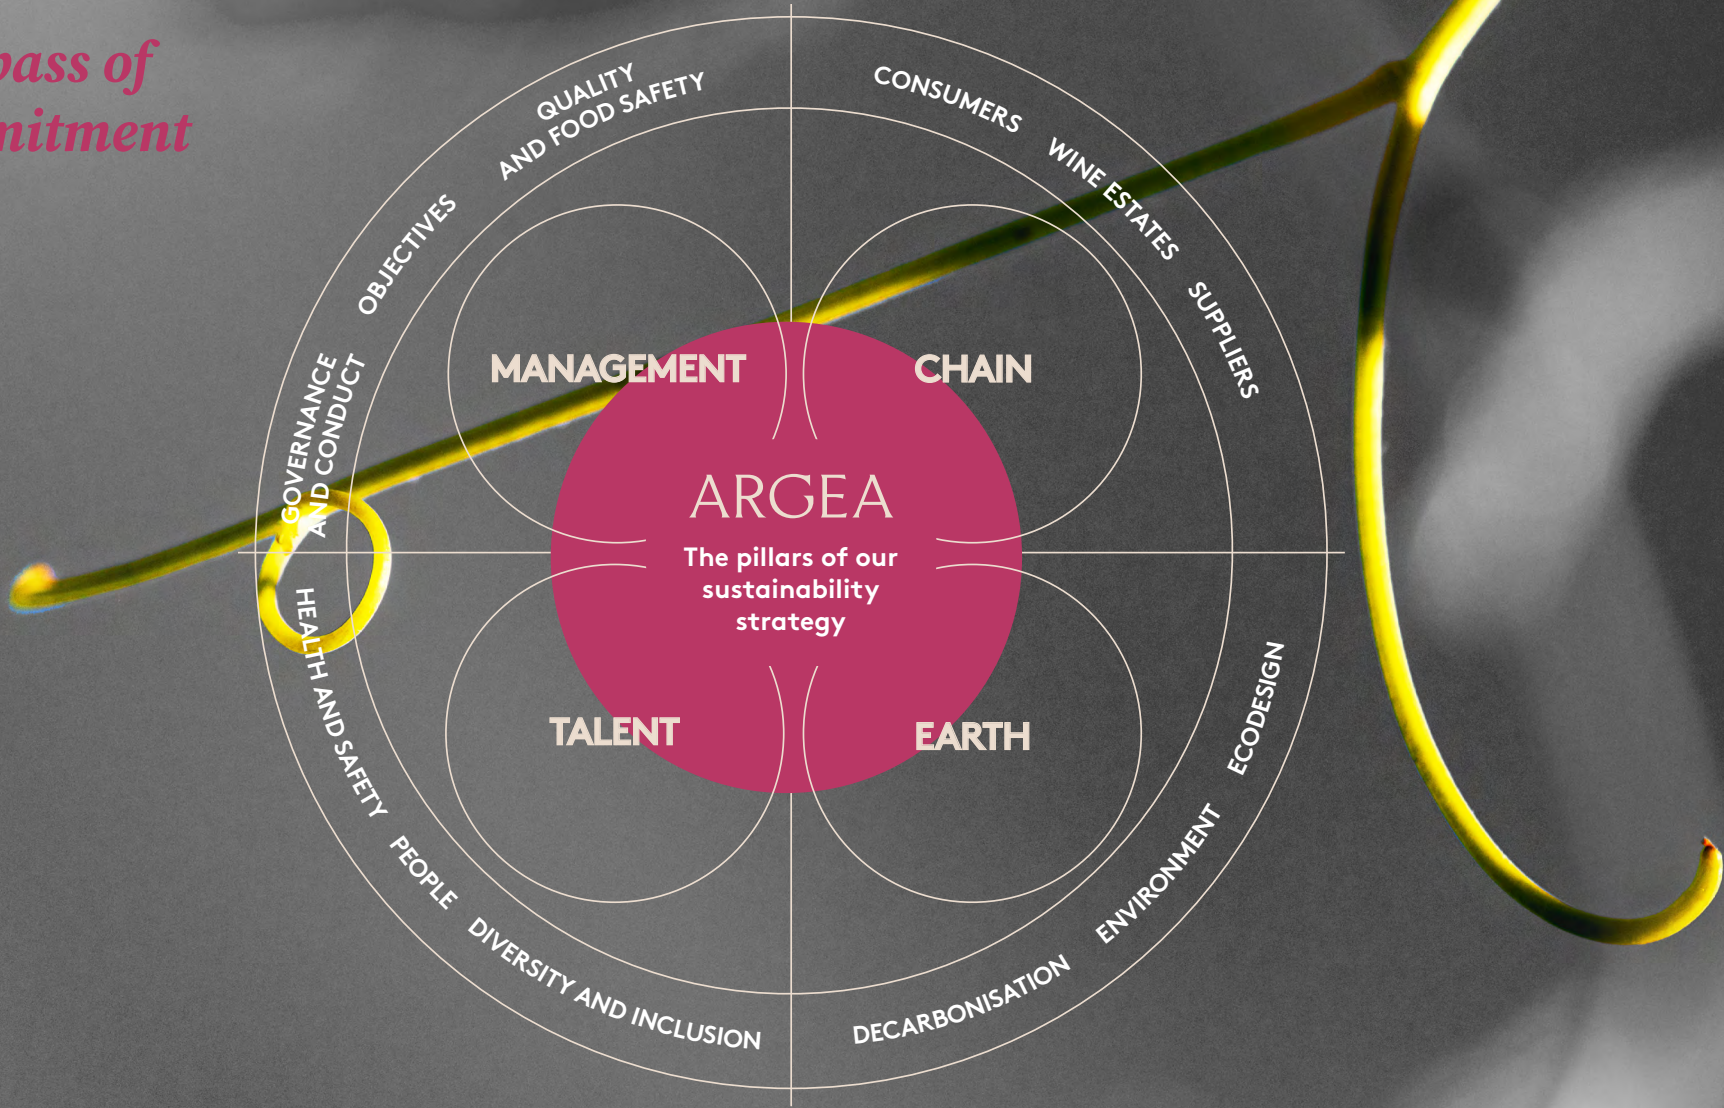 pass of
mitment
QUALITY
AND FOOD SAFETY
OBJECTIVES
GOVERNANCE
AND CONDUCT
CONSUMERS
WINE ESTATES
SUPPLIERS
MANAGEMENT
CHAIN
ARGEA
The pillars of our
sustainability
strategy
TALENT
EARTH
HEALTH AND SAFETY
PEOPLE
DIVERSITY AND INCLUSION
DECARBONISATION
ENVIRONMENT
ECODESIGN